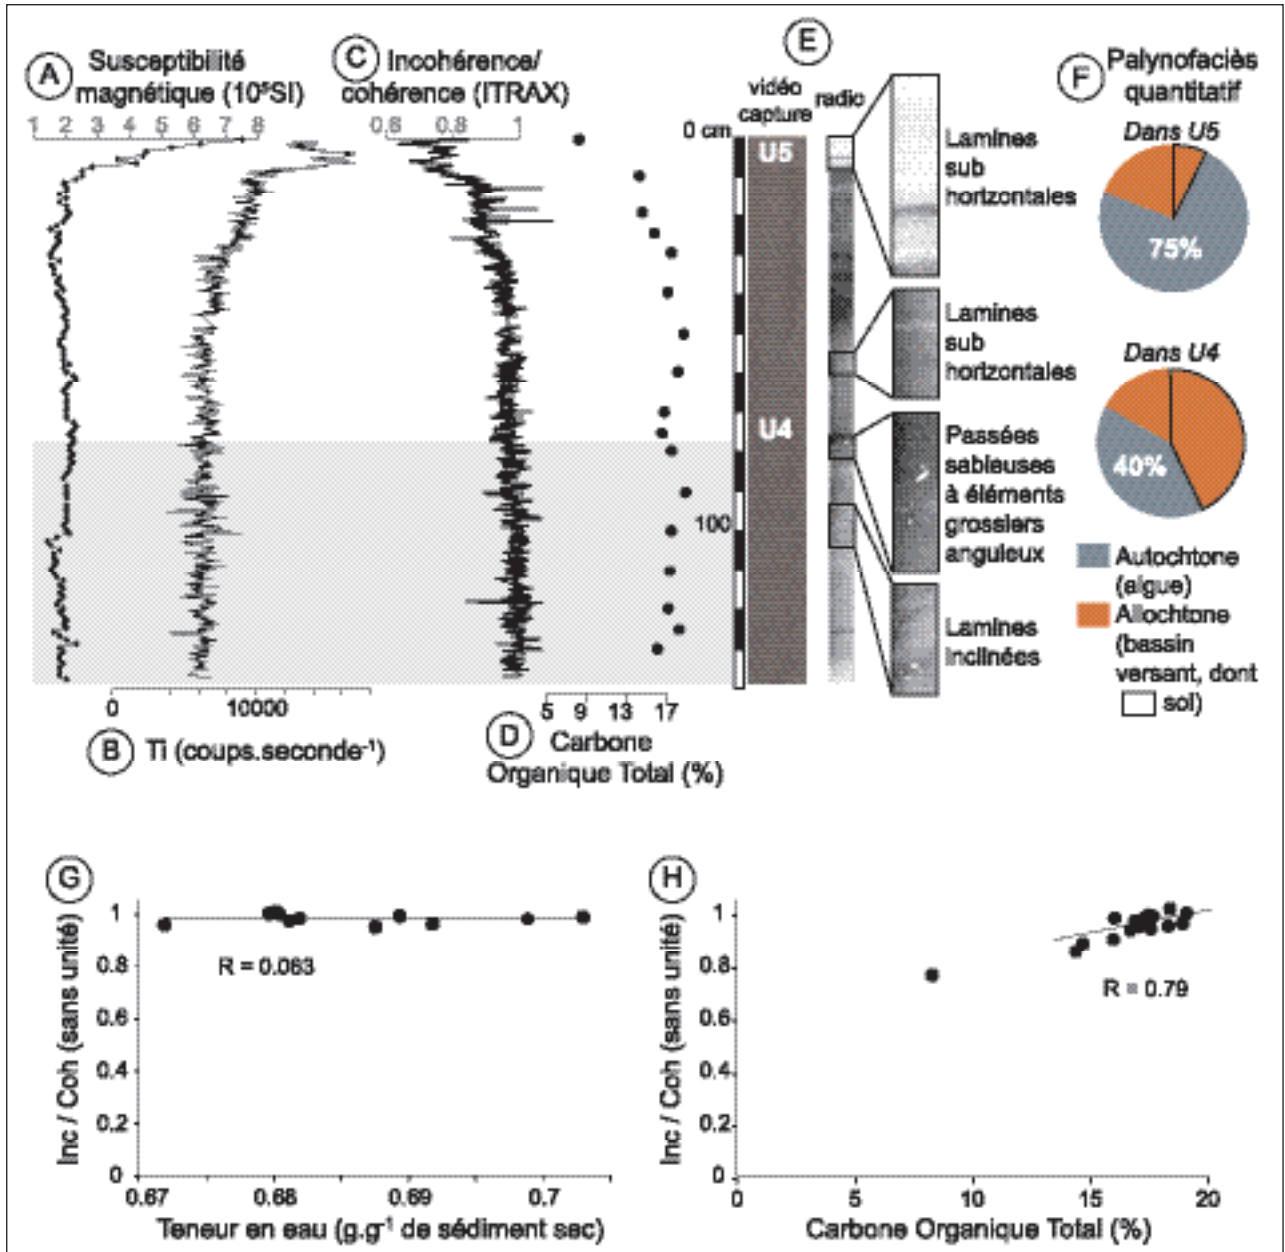 A
Susceptibilité
magnétique (10⁵SI)
1 2 3 4 5 6 7 8
C
Incohérence/
cohérence (ITRAX)
0.6 0.8 1
E
vidéo
capture
radio
0 cm
U5
U4
100
Lamines
sub
horizontales
Lamines
sub
horizontales
Passées
sableuses
à éléments
grossiers
anguleux
Lamines
inclinées
F
Palynofaciès
quantitatif
Dans U5
75%
Dans U4
40%
Autochtone
(algue)
Allochtone
(bassin
versant, dont
sol)
0 10000
B
Ti (coups.seconde⁻¹)
5 9 13 17
D
Carbone
Organique Total (%)
G
Inc / Coh (sans unité)
1
0.8
0.6
0.4
0.2
0
R = 0.063
0.67 0.68 0.69 0.7
Teneur en eau (g.g⁻¹ de sédiment sec)
H
Inc / Coh (sans unité)
1
0.8
0.6
0.4
0.2
0
R = 0.79
0 5 10 15 20
Carbone Organique Total (%)